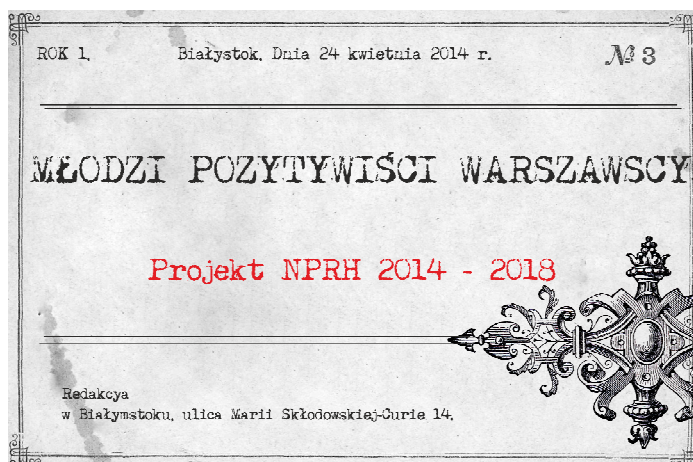 ROK 1. Białystok. Dnia 24 kwietnia 2014 r. № 3
MŁODZI POZYTYWIŚCI WARSZAWSCY
Projekt NPRH 2014 - 2018
Redakcya
w Białymstoku, ulica Marii Skłodowskiej-Curie 14.